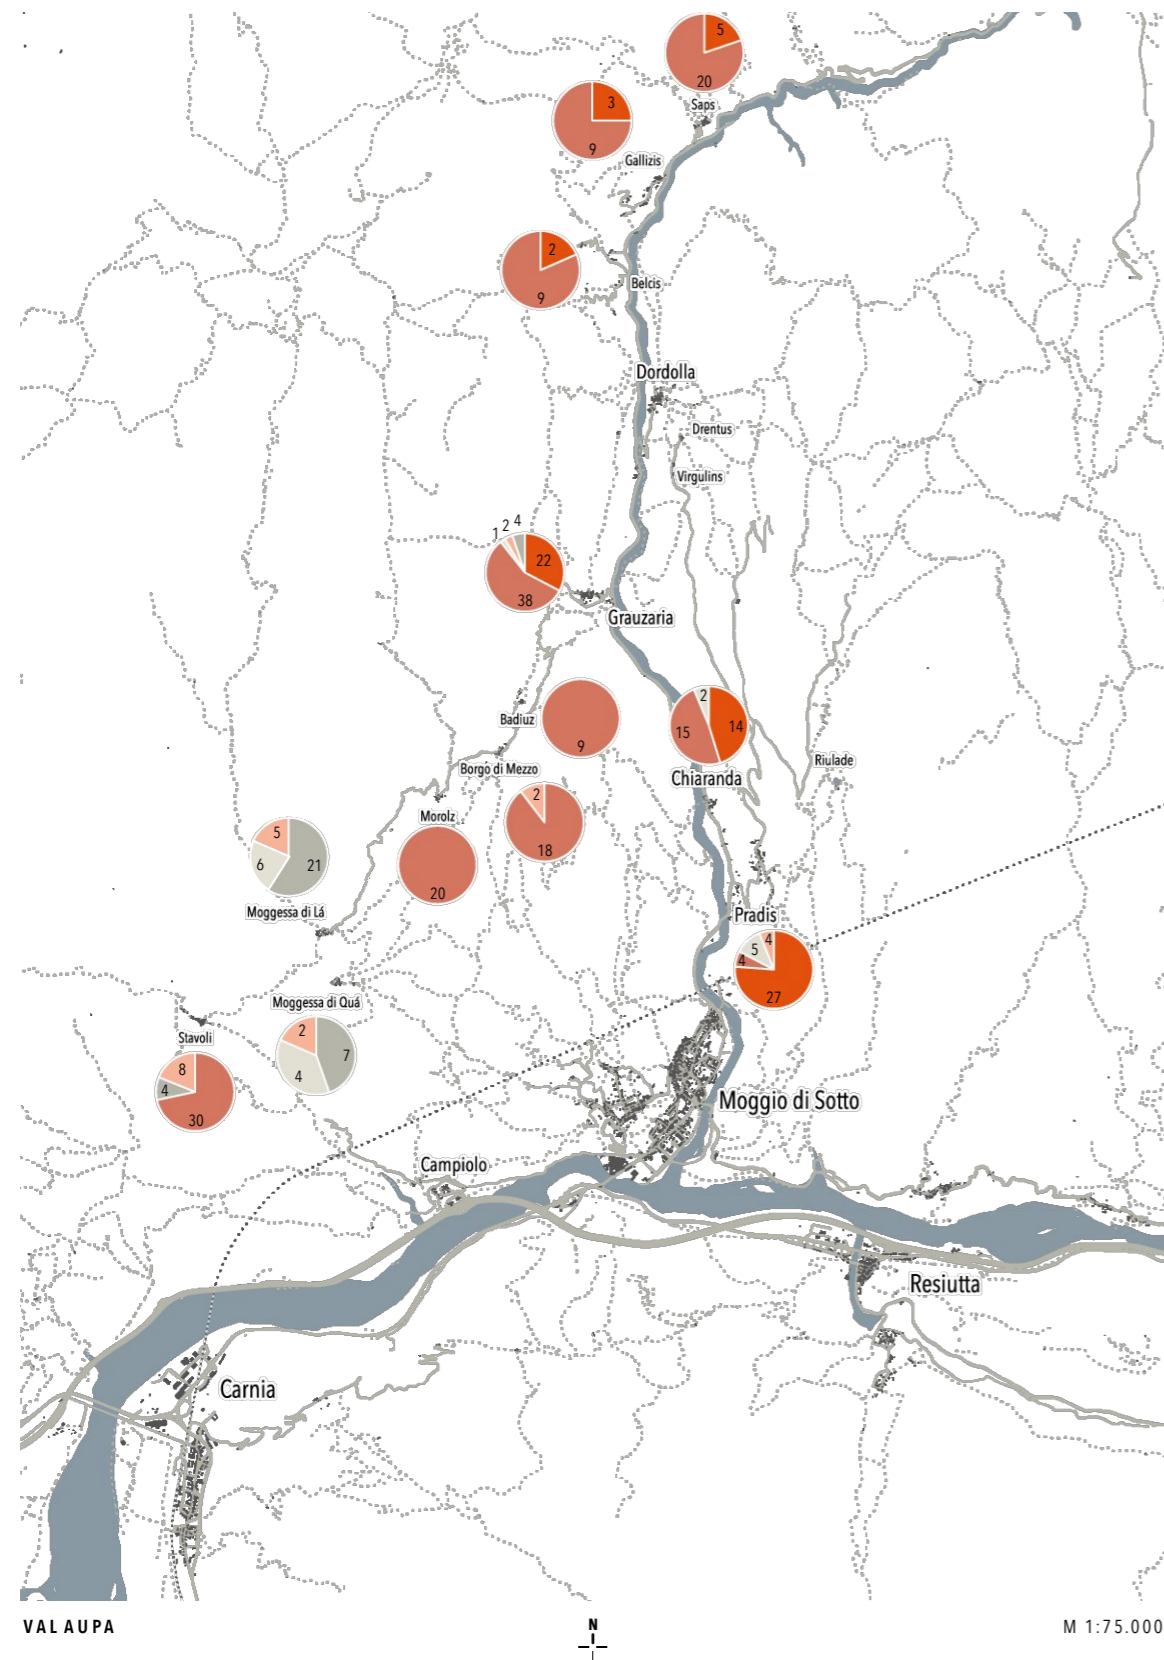 5
20
Saps
3
9
Gallizis
2
9
Belcis
Dordolla
Drentus
Virgulins
1 2 4
22
38
Grauzaria
2
14
15
Chiaranda
Badiuz
9
Borgo di Mezzo
Riulade
2
18
Morolz
20
5
6 21
Moggessa di Lá
Pradis
4
5
4
27
Moggessa di Quá
2
7
4
Stavoli
8
4
30
Moggio di Sotto
Campiolo
Resiutta
Carnia
VAL AUPA
N
M 1:75.000